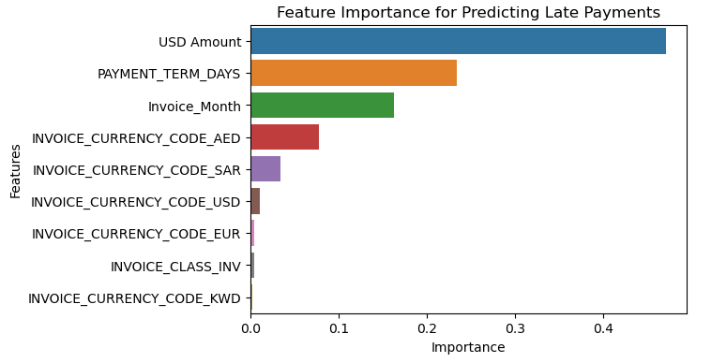 Feature Importance for Predicting Late Payments
USD Amount
PAYMENT_TERM_DAYS
Invoice_Month
INVOICE_CURRENCY_CODE_AED
INVOICE_CURRENCY_CODE_SAR
INVOICE_CURRENCY_CODE_USD
INVOICE_CURRENCY_CODE_EUR
INVOICE_CLASS_INV
INVOICE_CURRENCY_CODE_KWD
Features
0.0 0.1 0.2 0.3 0.4
Importance